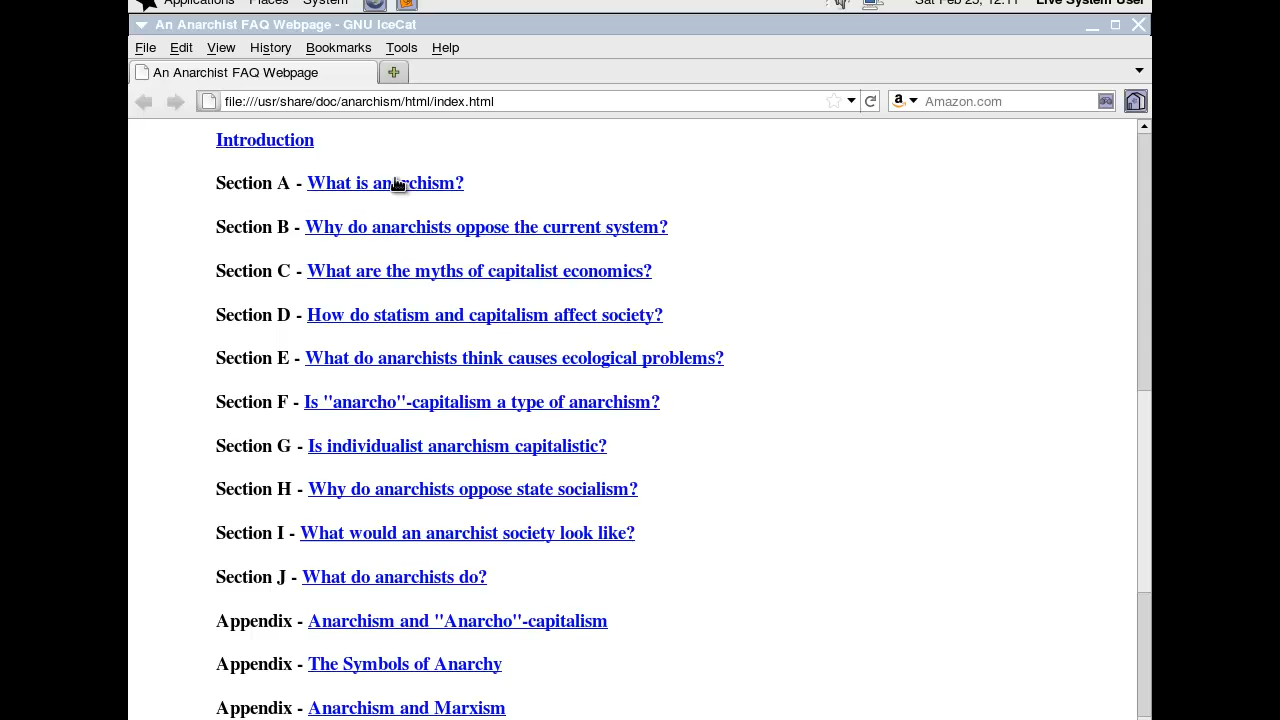 Applications Places System Sat Feb 25, 12:11 Live System User
An Anarchist FAQ Webpage - GNU IceCat
File Edit View History Bookmarks Tools Help
An Anarchist FAQ Webpage
file:///usr/share/doc/anarchism/html/index.html Amazon.com
Introduction
Section A - What is anarchism?
Section B - Why do anarchists oppose the current system?
Section C - What are the myths of capitalist economics?
Section D - How do statism and capitalism affect society?
Section E - What do anarchists think causes ecological problems?
Section F - Is "anarcho"-capitalism a type of anarchism?
Section G - Is individualist anarchism capitalistic?
Section H - Why do anarchists oppose state socialism?
Section I - What would an anarchist society look like?
Section J - What do anarchists do?
Appendix - Anarchism and "Anarcho"-capitalism
Appendix - The Symbols of Anarchy
Appendix - Anarchism and Marxism